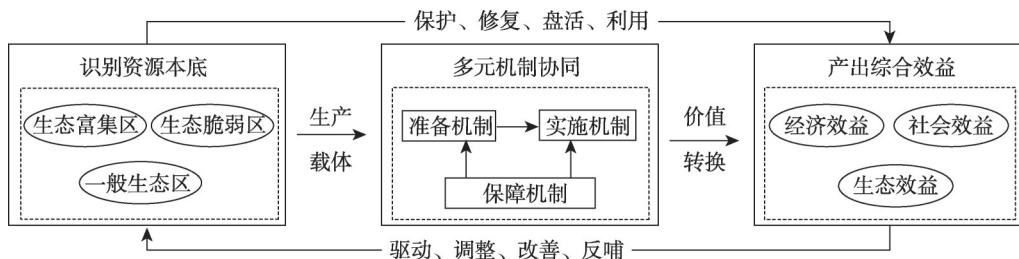 保护、修复、盘活、利用
识别资源本底
多元机制协同
产出综合效益
生态富集区
生态脆弱区
一般生态区
生产
载体
准备机制
实施机制
保障机制
价值
转换
经济效益
社会效益
生态效益
驱动、调整、改善、反哺